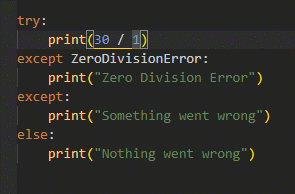 try:
    print(30 / 1)
except ZeroDivisionError:
    print("Zero Division Error")
except:
    print("Something went wrong")
else:
    print("Nothing went wrong")